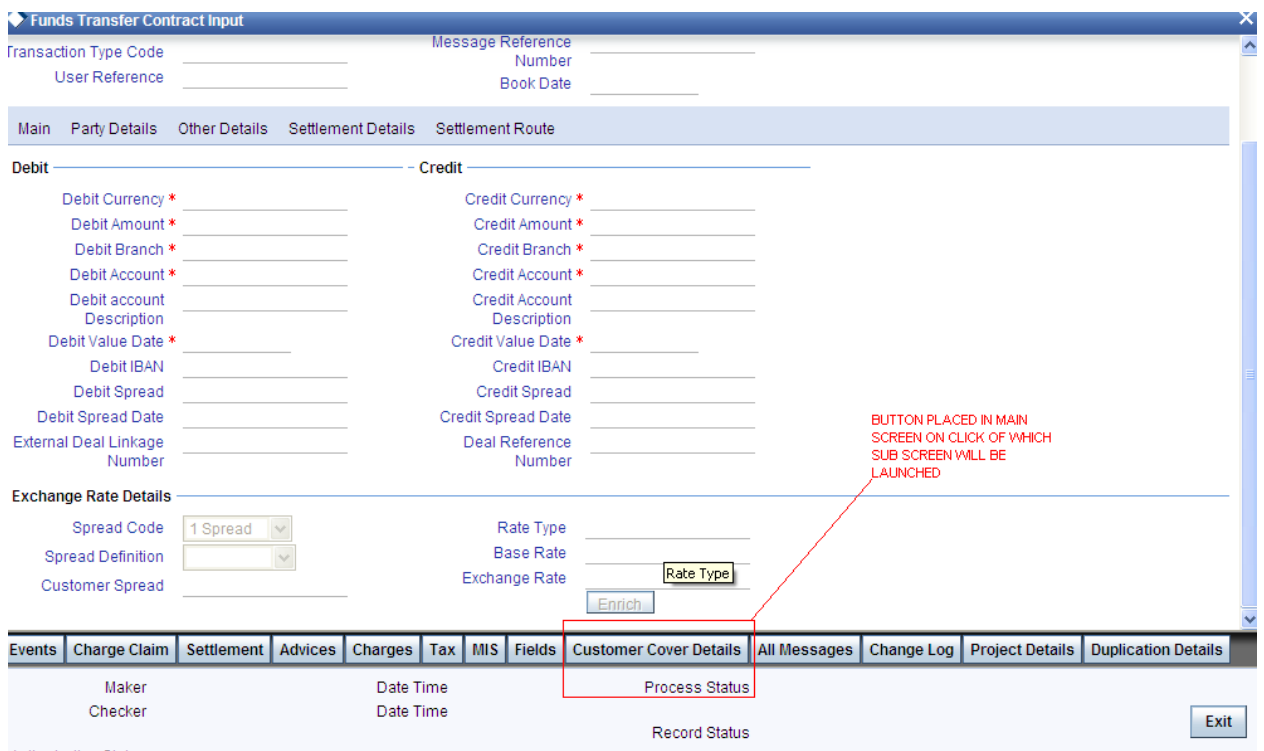 Funds Transfer Contract Input
Transaction Type Code
Message Reference
Number
User Reference
Book Date
Main Party Details Other Details Settlement Details Settlement Route
Debit
Credit
Debit Currency *
Credit Currency *
Debit Amount *
Credit Amount *
Debit Branch *
Credit Branch *
Debit Account *
Credit Account *
Debit account
Description
Credit Account
Description
Debit Value Date *
Credit Value Date *
Debit IBAN
Credit IBAN
Debit Spread
Credit Spread
Debit Spread Date
Credit Spread Date
External Deal Linkage
Number
Deal Reference
Number
BUTTON PLACED IN MAIN
SCREEN ON CLICK OF WHICH
SUB SCREEN WILL BE
LAUNCHED
Exchange Rate Details
Spread Code 1 Spread
Rate Type
Spread Definition
Base Rate
Customer Spread
Exchange Rate
Rate Type
Enrich
Events Charge Claim Settlement Advices Charges Tax MIS Fields Customer Cover Details All Messages Change Log Project Details Duplication Details
Maker Date Time Process Status
Checker Date Time
Record Status
Exit